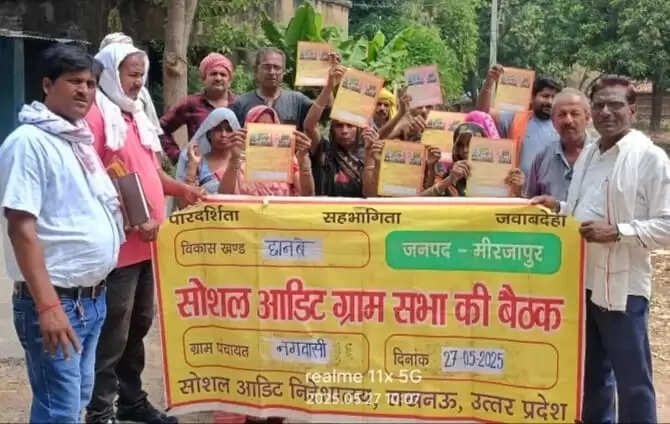 पारदर्शिता सहभागिता जवाबदेही
विकास खण्ड छानबे जनपद - मीरजापुर
सोशल आडिट ग्राम सभा की बैठक
ग्राम पंचायत नगवासी दिनांक 27-05-2025
सोशल आडिट निदेशालय, लखनऊ, उत्तर प्रदेश
realme 11x 5G